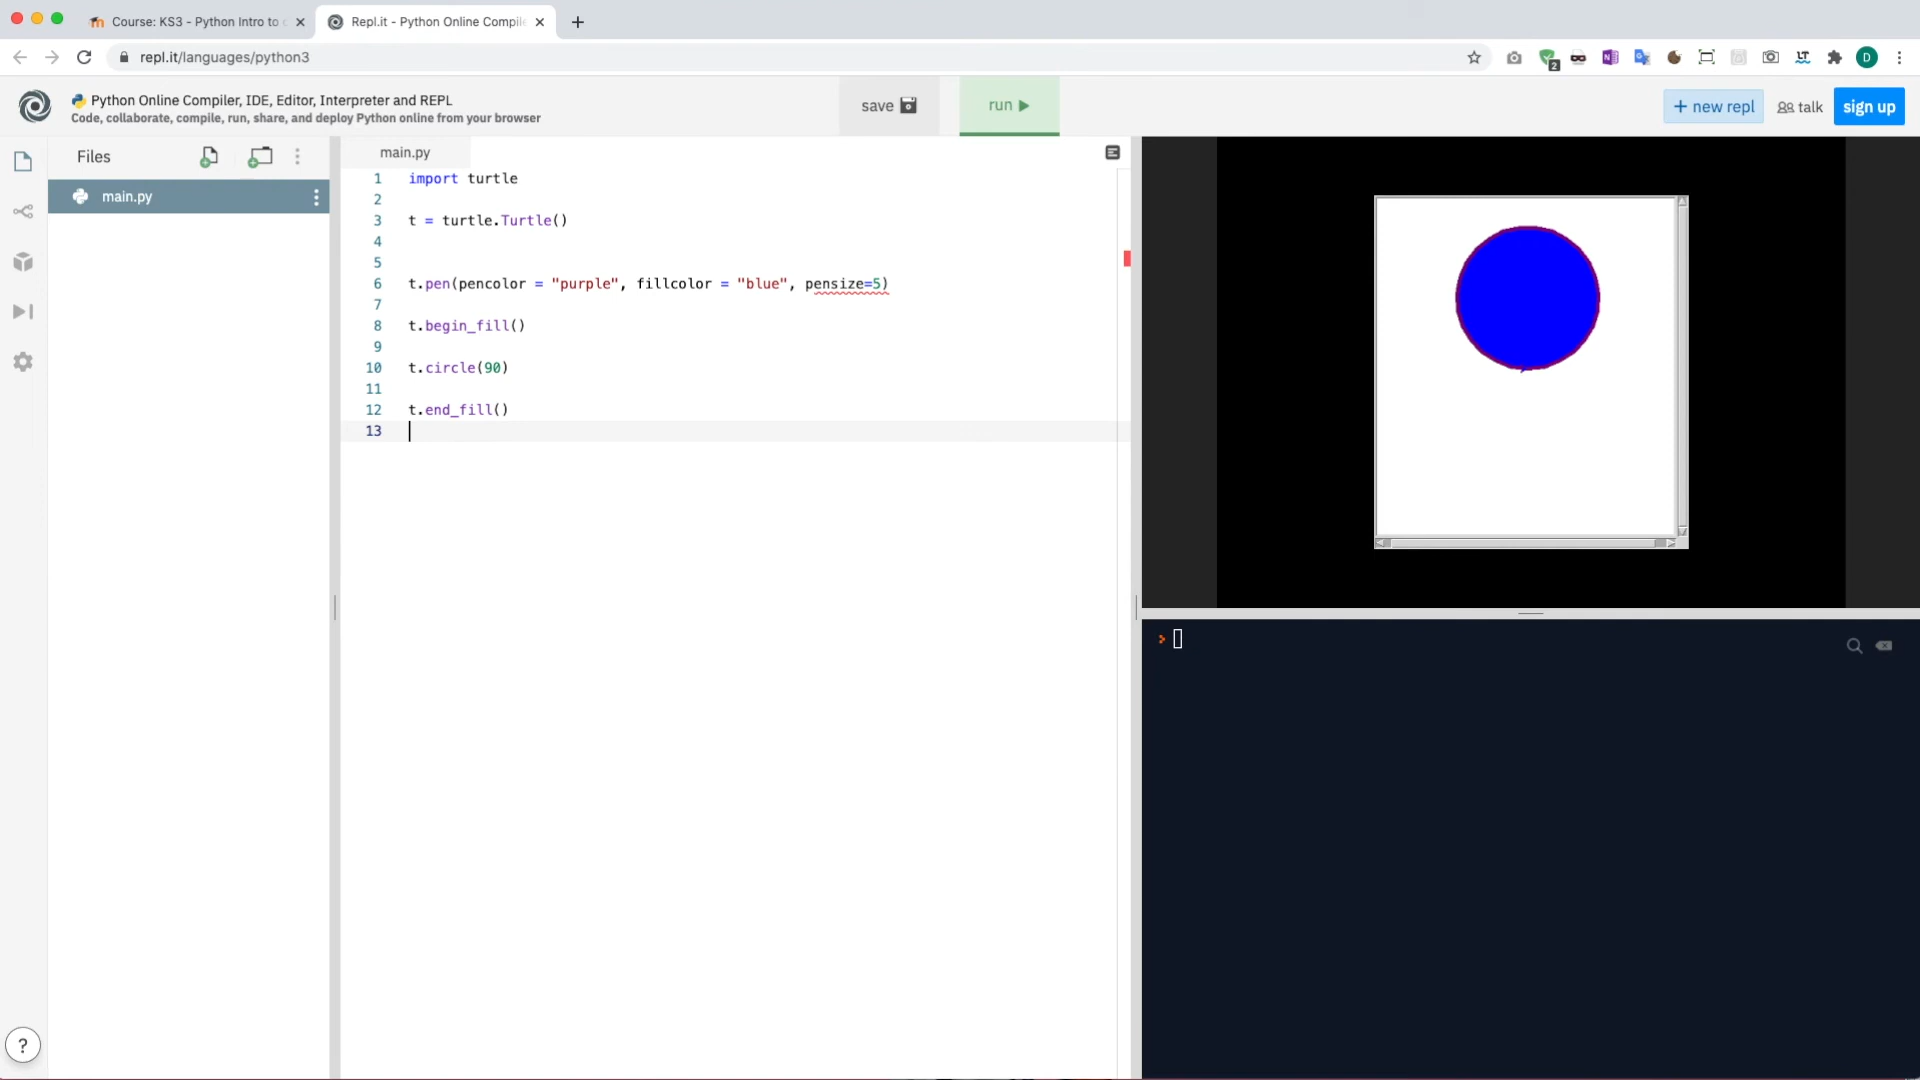 Course: KS3 - Python Intro to
Repl.it - Python Online Compile
repl.it/languages/python3
2
D
Python Online Compiler, IDE, Editor, Interpreter and REPL
Code, collaborate, compile, run, share, and deploy Python online from your browser
save
run
+ new repl
talk
sign up
Files
main.py
main.py
1 import turtle
2
3 t = turtle.Turtle()
4
5
6 t.pen(pencolor = "purple", fillcolor = "blue", pensize=5)
7
8 t.begin_fill()
9
10 t.circle(90)
11
12 t.end_fill()
13
?